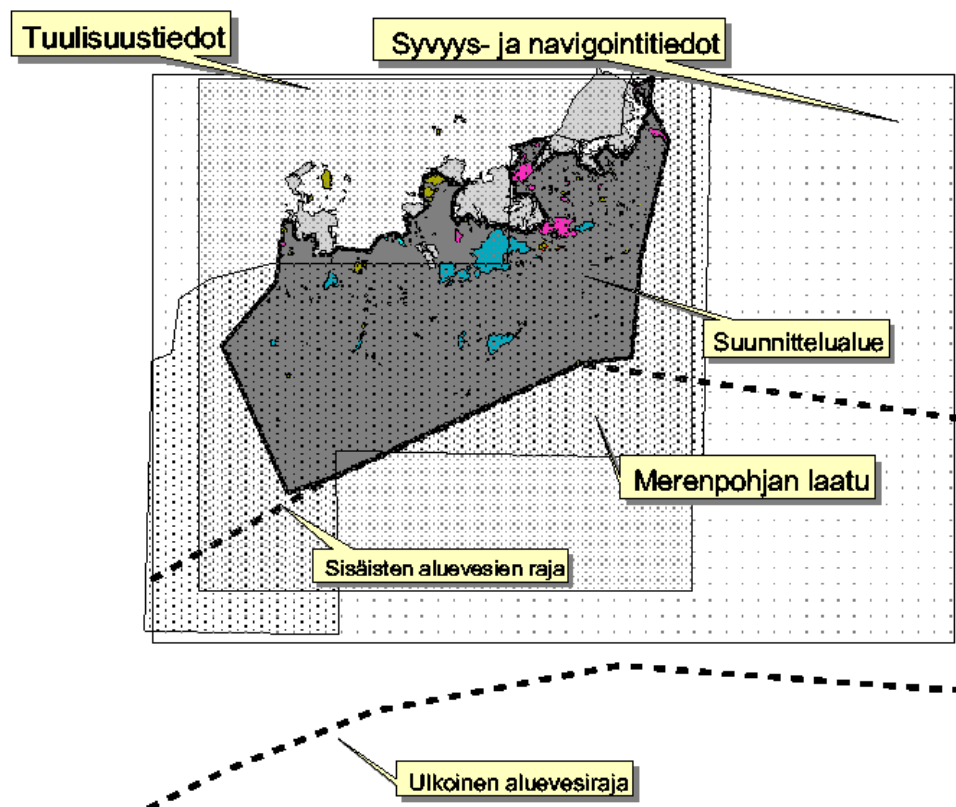 Tuulisuustiedot
Syvyys- ja navigointitiedot
Suunnittelualue
Merenpohjan laatu
Sisäisten aluevesien raja
Ulkoinen aluevesiraja